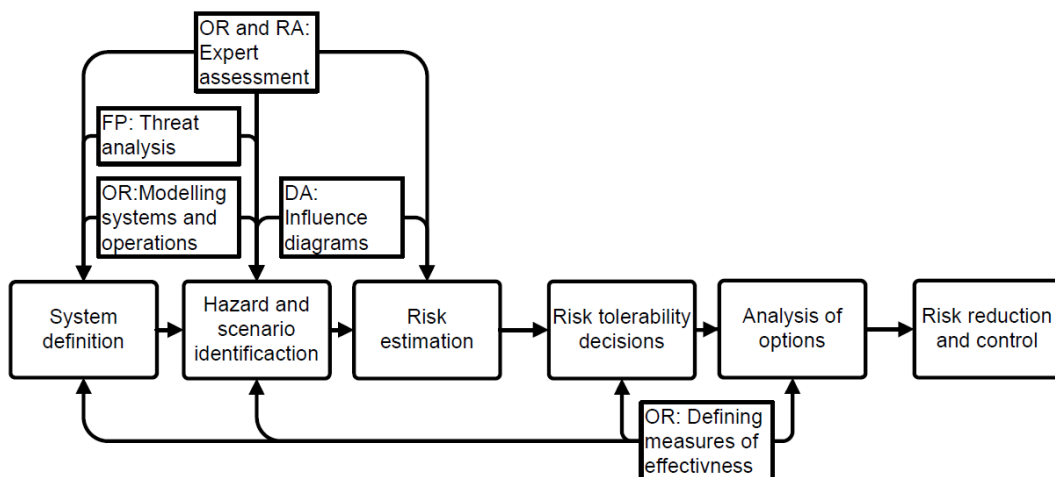 OR and RA:
Expert
assessment
FP: Threat
analysis
OR:Modelling
systems and
operations
DA:
Influence
diagrams
System
definition
Hazard and
scenario
identificaction
Risk
estimation
Risk tolerability
decisions
Analysis of
options
Risk reduction
and control
OR: Defining
measures of
effectivness